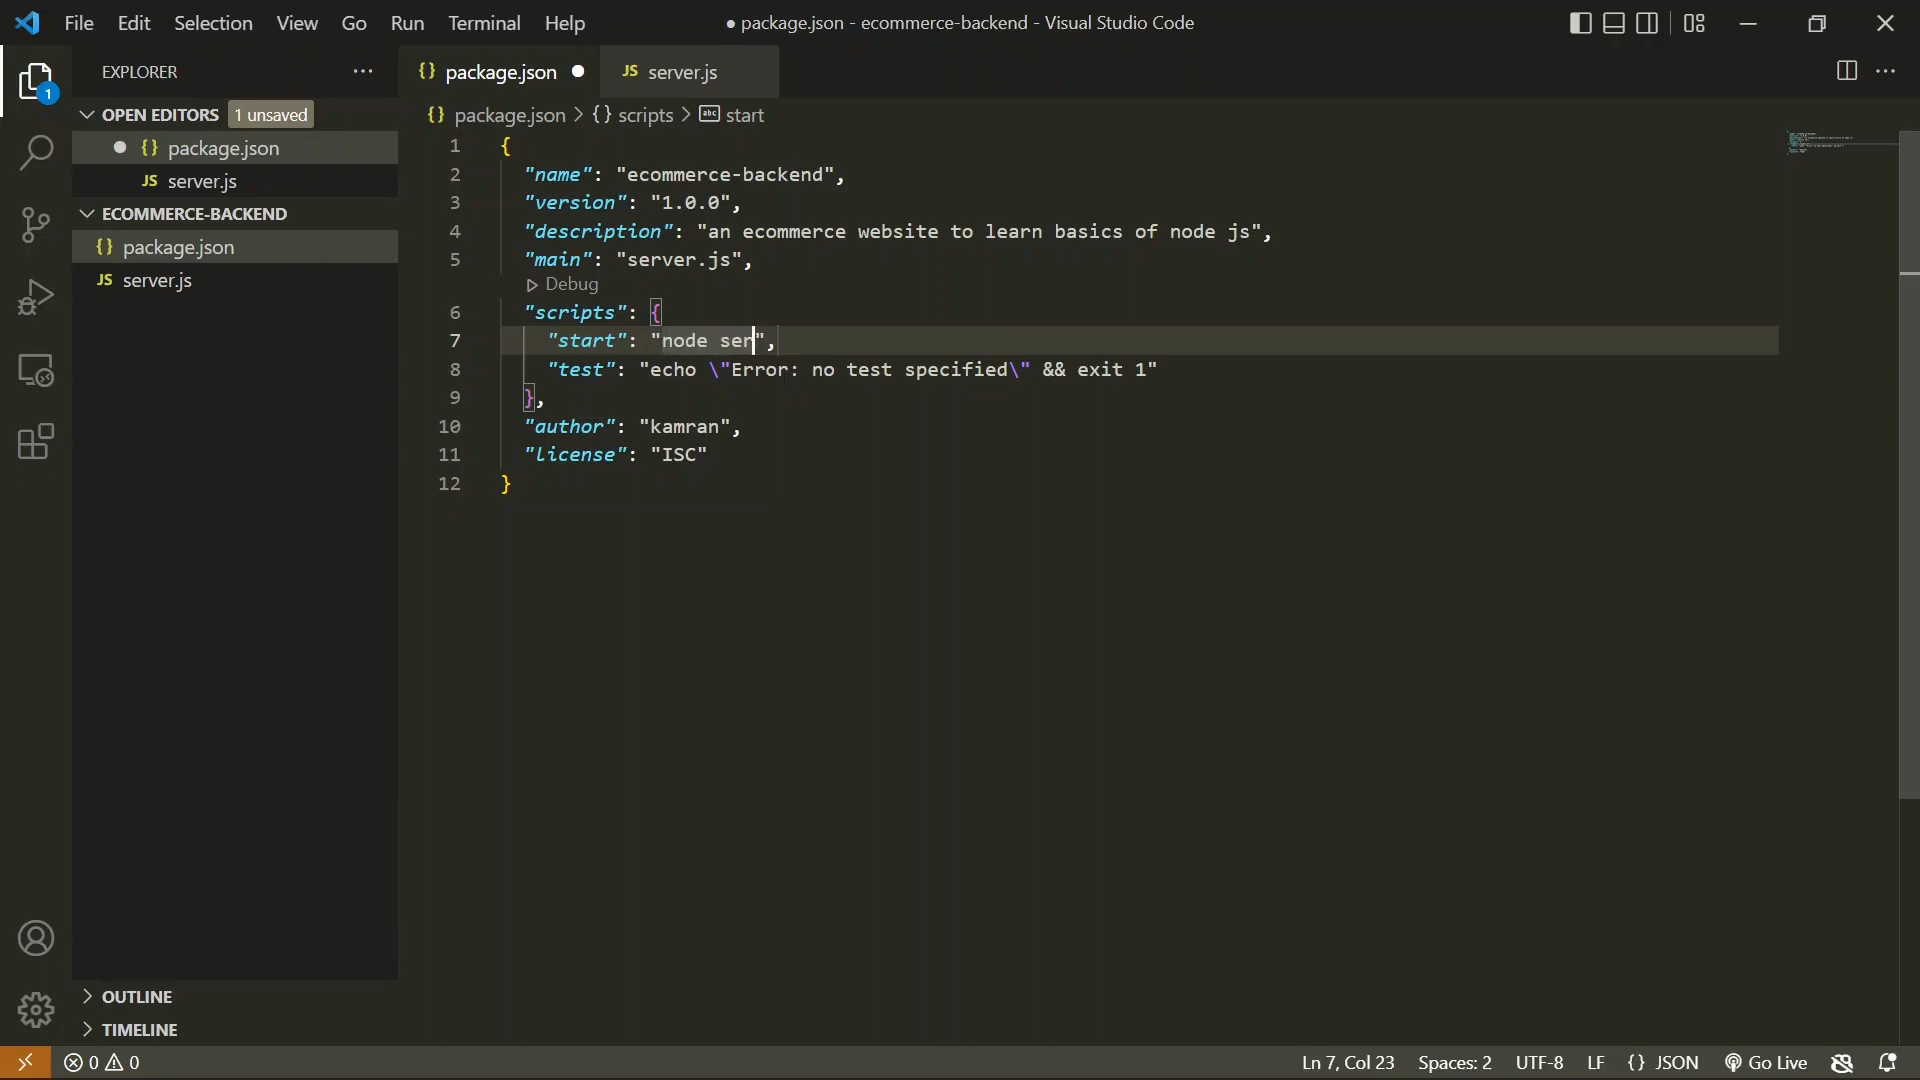 File Edit Selection View Go Run Terminal Help
● package.json - ecommerce-backend - Visual Studio Code
EXPLORER
{} package.json ●
JS server.js
1
OPEN EDITORS 1 unsaved
{} package.json
JS server.js
ECOMMERCE-BACKEND
{} package.json
JS server.js
OUTLINE
TIMELINE
{} package.json > {} scripts > abc start
1 {
2 "name": "ecommerce-backend",
3 "version": "1.0.0",
4 "description": "an ecommerce website to learn basics of node js",
5 "main": "server.js",
Debug
6 "scripts": {
7 "start": "node ser",
8 "test": "echo \"Error: no test specified\" && exit 1"
9 },
10 "author": "kamran",
11 "license": "ISC"
12 }
0 0
Ln 7, Col 23 Spaces: 2 UTF-8 LF {} JSON Go Live